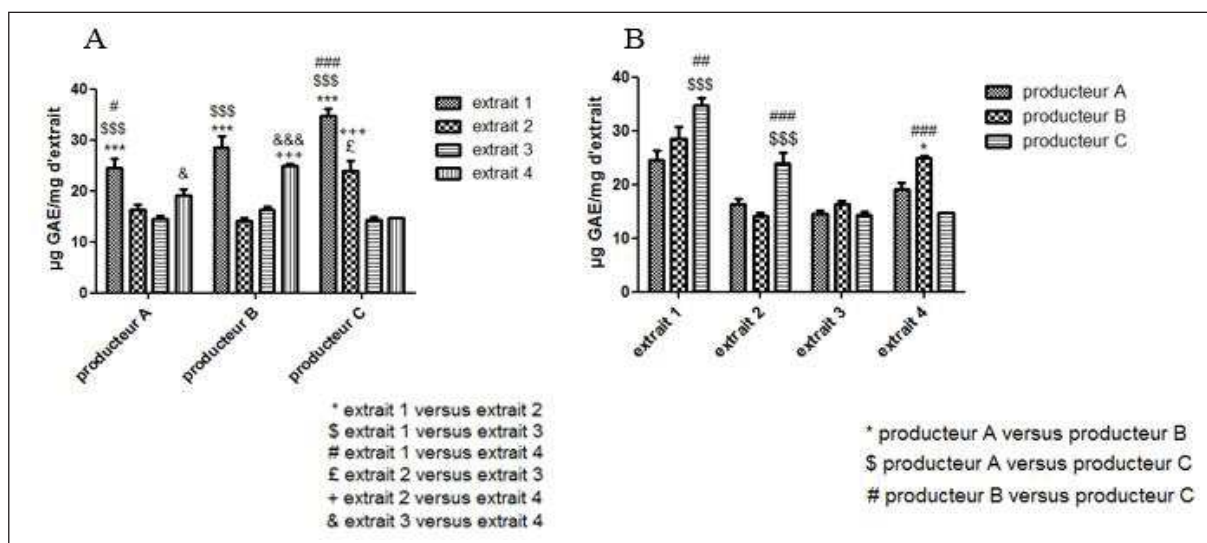 A
µg GAE/mg d'extrait
40
30
20
10
0
#
$$$
***
&
$$$
***
&&&
+++
###
$$$
***
+++
£
producteur A
producteur B
producteur C
extrait 1
extrait 2
extrait 3
extrait 4
* extrait 1 versus extrait 2
$ extrait 1 versus extrait 3
# extrait 1 versus extrait 4
£ extrait 2 versus extrait 3
+ extrait 2 versus extrait 4
& extrait 3 versus extrait 4
B
µg GAE/mg d'extrait
40
30
20
10
0
##
$$$
###
$$$
###
*
extrait 1
extrait 2
extrait 3
extrait 4
producteur A
producteur B
producteur C
* producteur A versus producteur B
$ producteur A versus producteur C
# producteur B versus producteur C